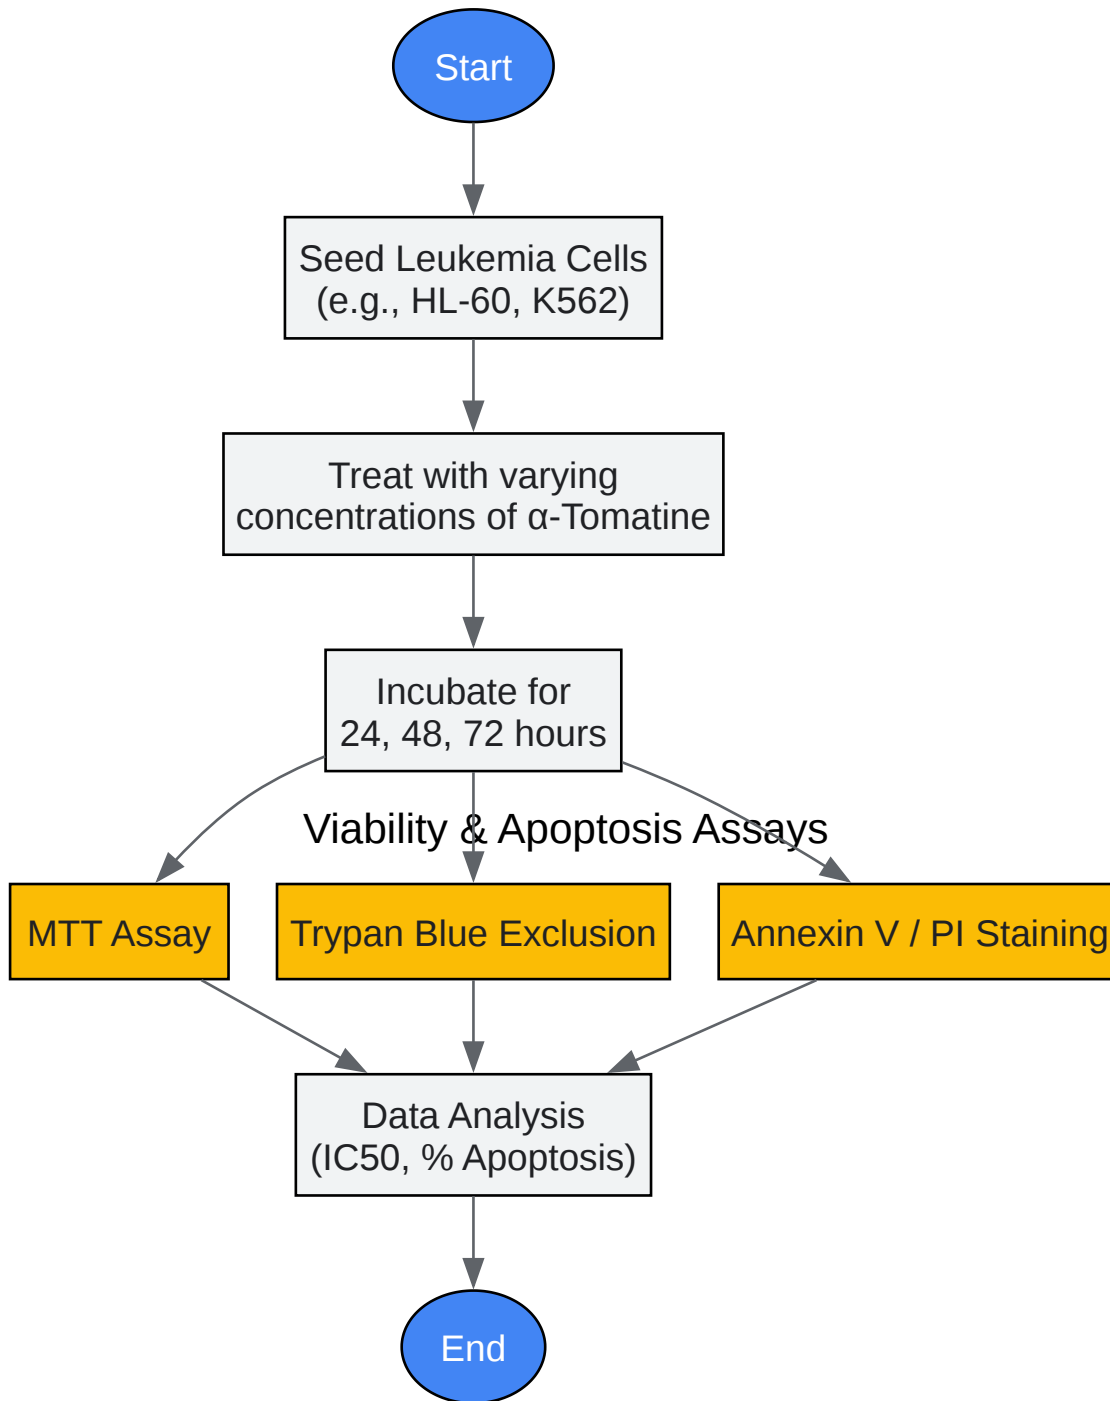 Start
Seed Leukemia Cells
(e.g., HL-60, K562)
Treat with varying
concentrations of α-Tomatine
Incubate for
24, 48, 72 hours
Viability & Apoptosis Assays
MTT Assay
Trypan Blue Exclusion
Annexin V / PI Staining
Data Analysis
(IC50, % Apoptosis)
End